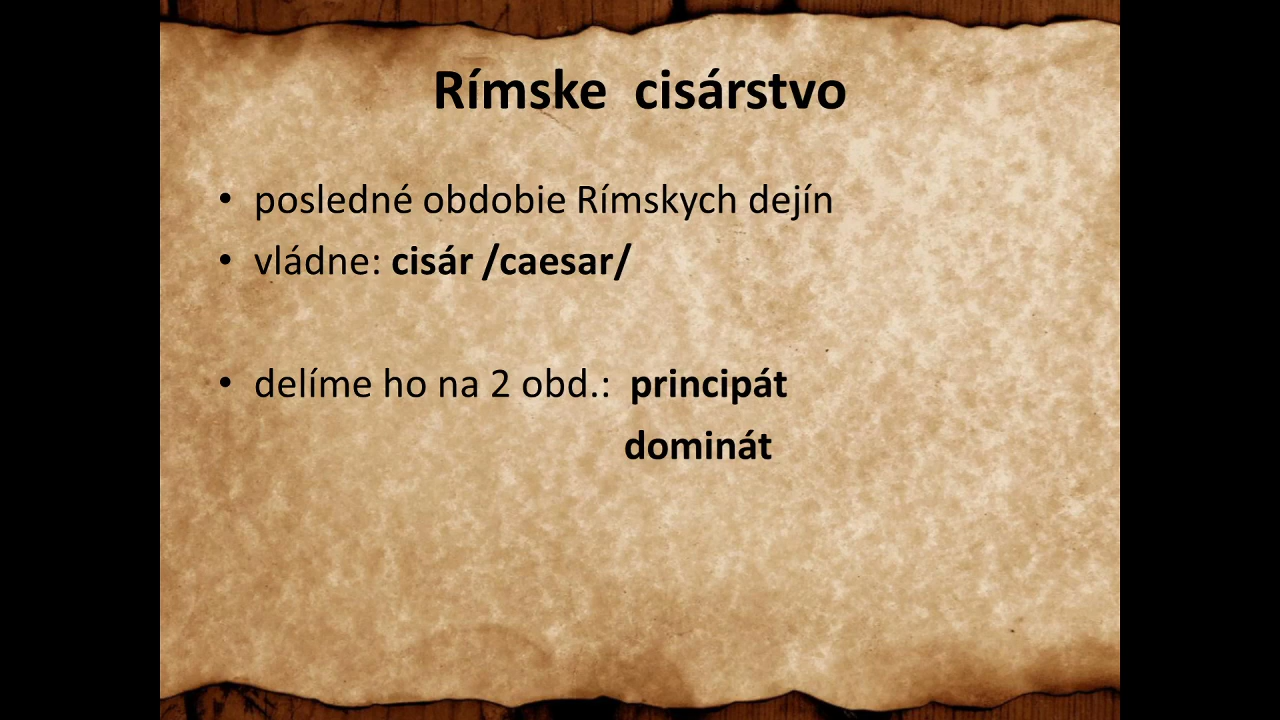 Rímske cisárstvo
• posledné obdobie Rímskych dejín
• vládne: cisár /caesar/
• delíme ho na 2 obd.: principát
dominát